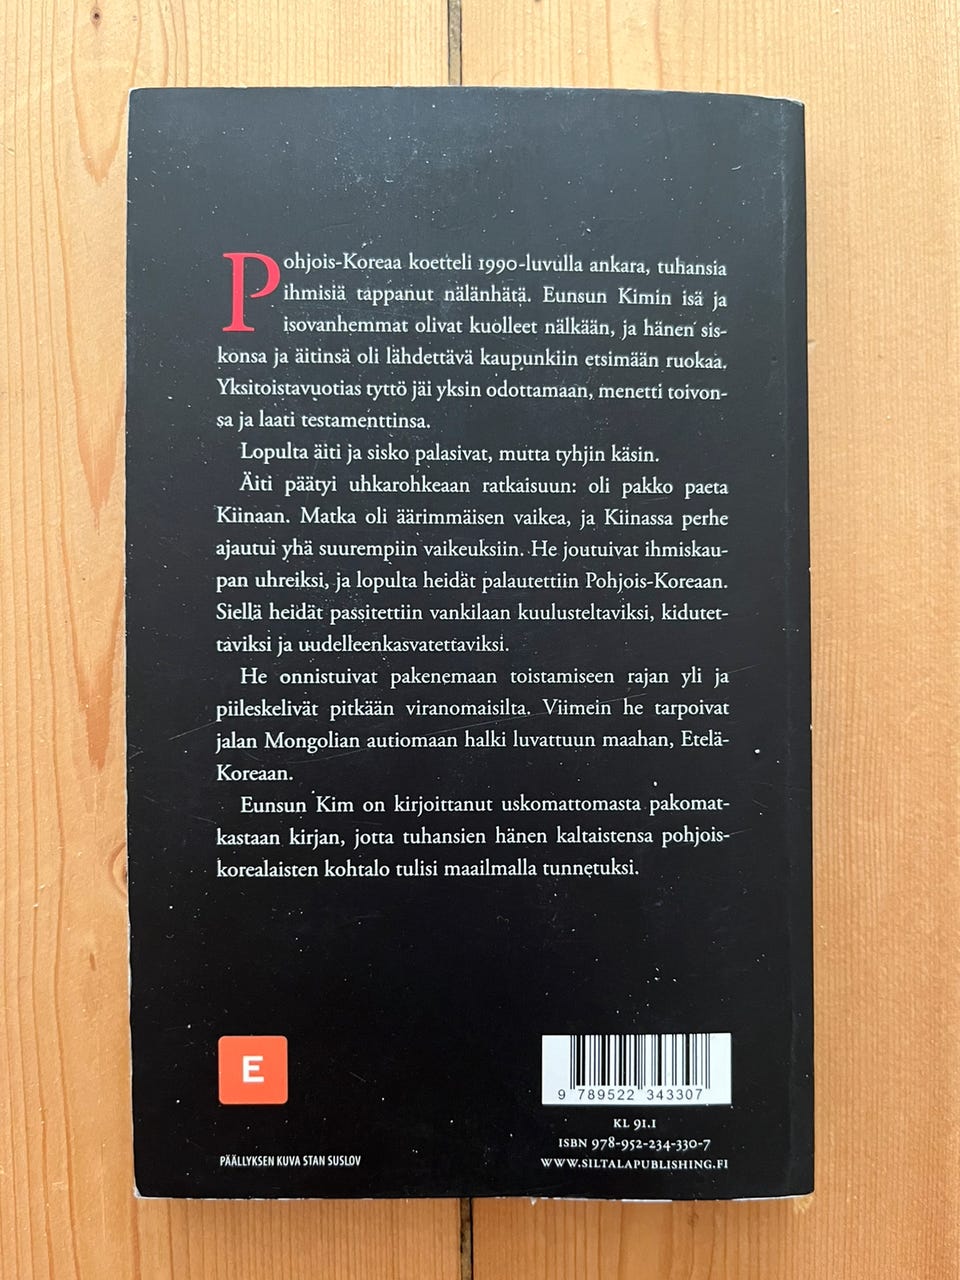 Pohjois-Koreaa koetteli 1990-luvulla ankara, tuhansia
ihmisiä tappanut nälänhätä. Eunsun Kimin isä ja
isovanhemmat olivat kuolleet nälkään, ja hänen sis-
konsa ja äitinsä oli lähdettävä kaupunkiin etsimään ruokaa.
Yksitoistavuotias tyttö jäi yksin odottamaan, menetti toivon-
sa ja laati testamenttinsa.
Lopulta äiti ja sisko palasivat, mutta tyhjin käsin.
Äiti päätyi uhkarohkeaan ratkaisuun: oli pakko paeta
Kiinaan. Matka oli äärimmäisen vaikea, ja Kiinassa perhe
ajautui yhä suurempiin vaikeuksiin. He joutuivat ihmiskau-
pan uhreiksi, ja lopulta heidät palautettiin Pohjois-Koreaan.
Siellä heidät passitettiin vankilaan kuulusteltaviksi, kidutet-
taviksi ja uudelleenkasvatettaviksi.
He onnistuivat pakenemaan toistamiseen rajan yli ja
piileskelivät pitkään viranomaisilta. Viimein he tarpoivat
jalan Mongolian autiomaan halki luvattuun maahan, Etelä-
Koreaan.
Eunsun Kim on kirjoittanut uskomattomasta pakomat-
kastaan kirjan, jotta tuhansien hänen kaltaistensa pohjois-
korealaisten kohtalo tulisi maailmalla tunnetuksi.
E
9 789522 343307
KL 91.1
ISBN 978-952-234-330-7
WWW.SILTALAPUBLISHING.FI
PÄÄLLYKSEN KUVA STAN SUSLOV